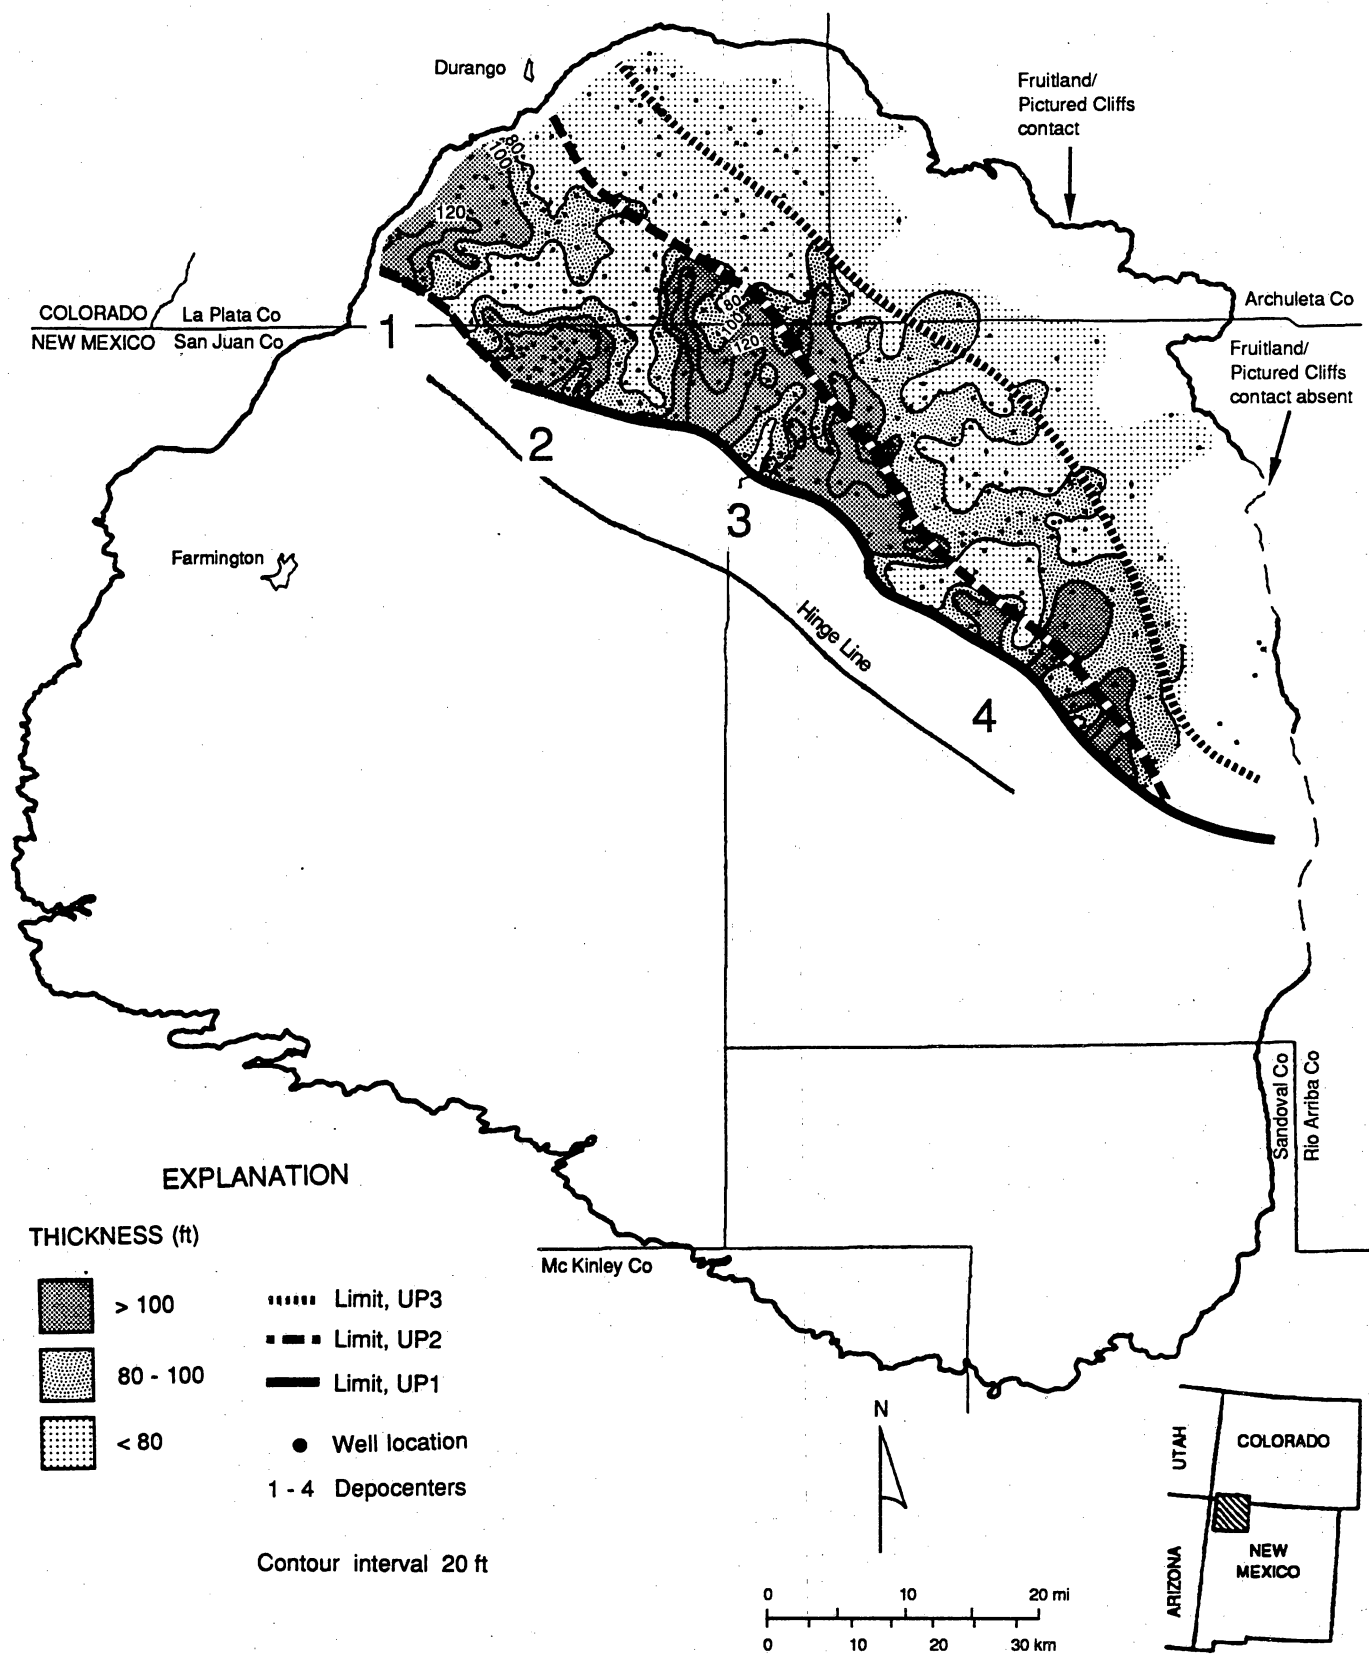 Durango
Fruitland/
Pictured Cliffs
contact
80
100
120
COLORADO
La Plata Co
Archuleta Co
NEW MEXICO
San Juan Co
1
80
100
120
Fruitland/
Pictured Cliffs
contact absent
2
3
Farmington
Hinge Line
4
Sandoval Co
Rio Arriba Co
EXPLANATION
THICKNESS (ft)
> 100
80 - 100
< 80
Limit, UP3
Limit, UP2
Limit, UP1
Well location
1 - 4 Depocenters
Contour interval 20 ft
Mc Kinley Co
N
0 10 20 mi
0 10 20 30 km
UTAH
COLORADO
ARIZONA
NEW
MEXICO